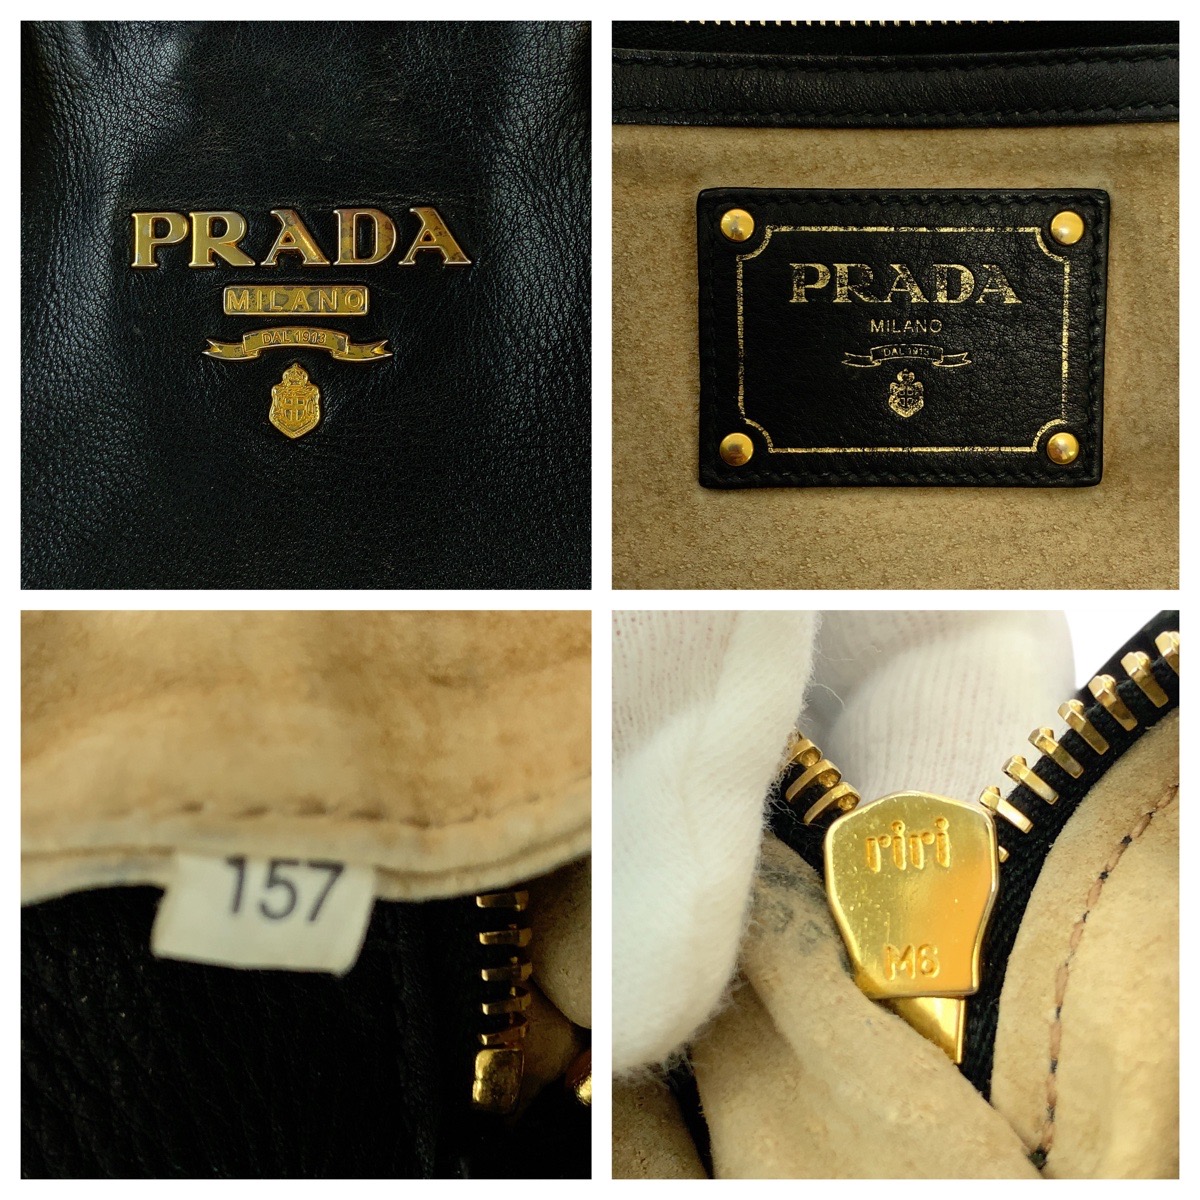 PRADA
MILANO
DAL 1913
PRADA
MILANO
DAL 1913
157
riri
M6